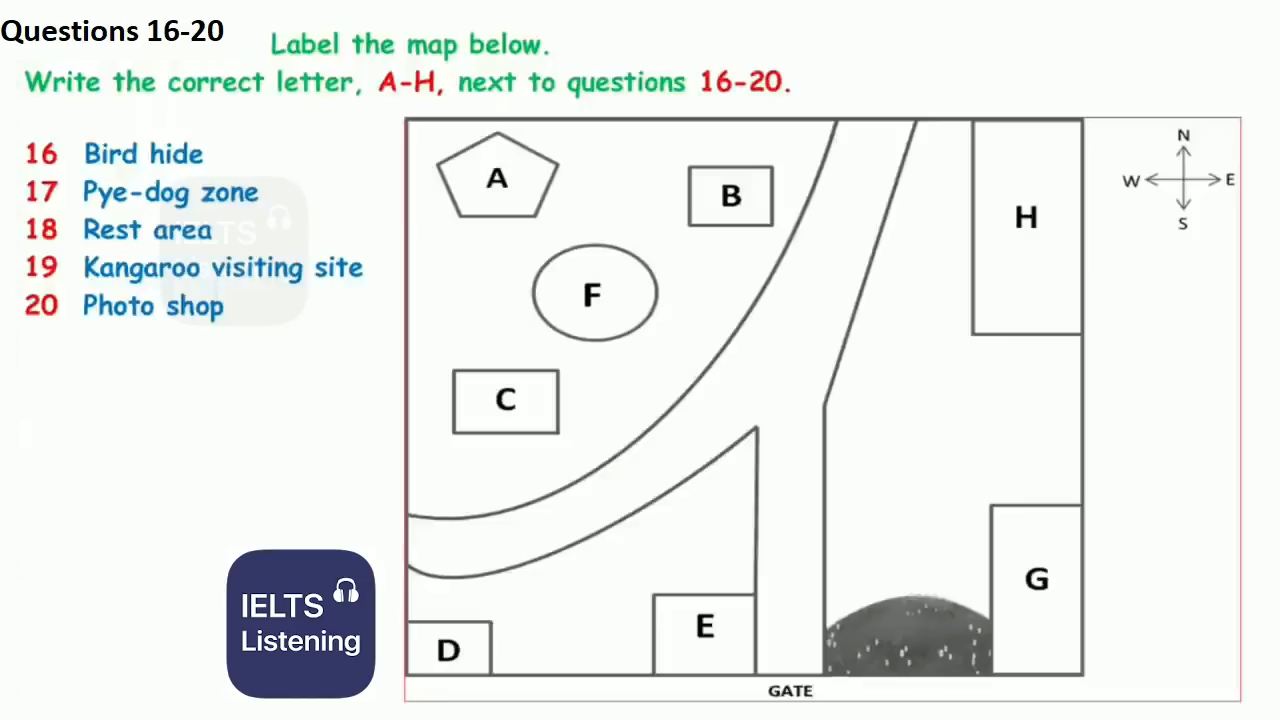 Questions 16-20
Label the map below.
Write the correct letter, A-H, next to questions 16-20.
16 Bird hide
17 Pye-dog zone
18 Rest area
19 Kangaroo visiting site
20 Photo shop
A
B
H
N
W
E
S
F
C
G
E
D
GATE
IELTS
Listening
IELTS